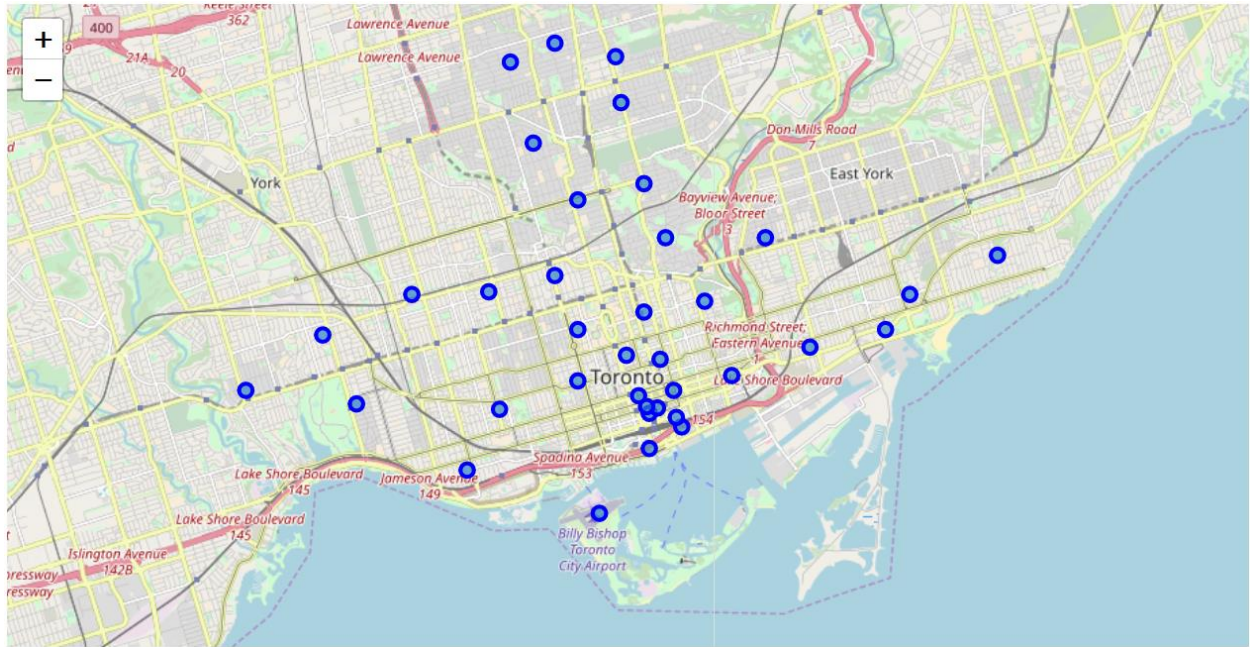 Keele Street
362
400
+
−
9
21A
20
Lawrence Avenue
Lawrence Avenue
Don-Mills Road
7
York
East York
Bayview Avenue;
Bloor Street
3
Richmond Street;
Eastern Avenue
1
Toronto
Lake Shore Boulevard
154
Spadina Avenue
153
Lake Shore Boulevard
145
Jameson Avenue
149
Lake Shore Boulevard
145
Islington Avenue
142B
Billy Bishop
Toronto
City Airport